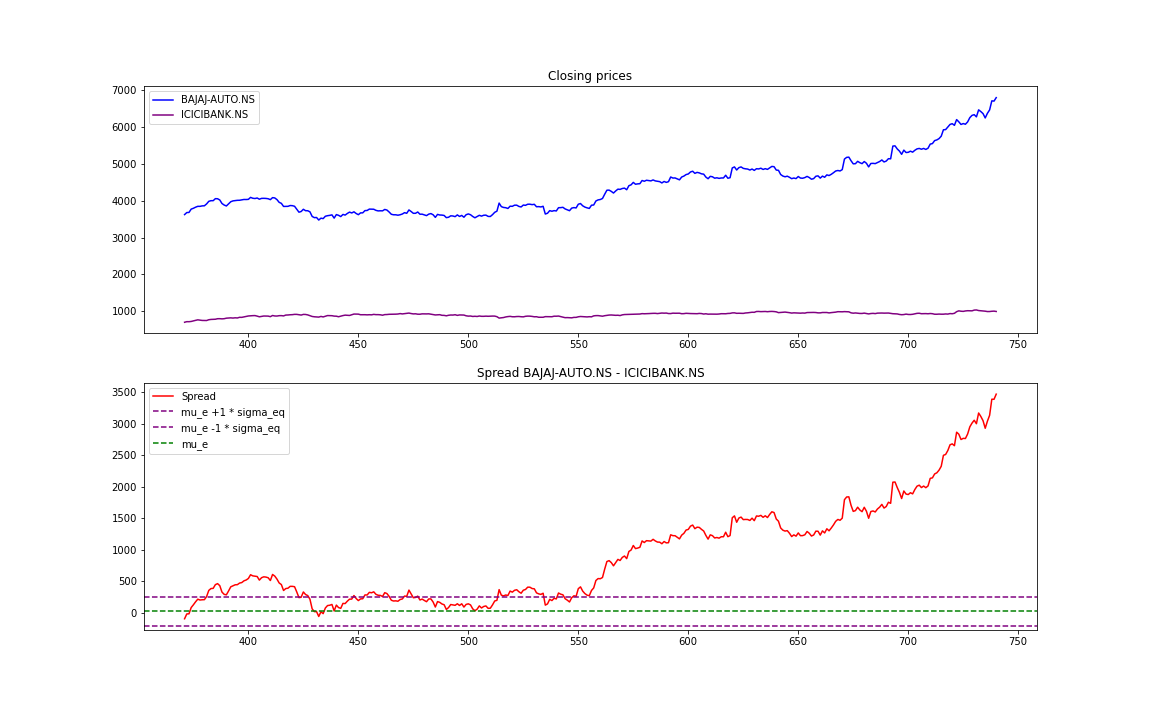 Closing prices
7000
6000
5000
4000
3000
2000
1000
BAJAJ-AUTO.NS
ICICIBANK.NS
400 450 500 550 600 650 700 750
Spread BAJAJ-AUTO.NS - ICICIBANK.NS
3500
3000
2500
2000
1500
1000
500
0
Spread
mu_e +1 * sigma_eq
mu_e -1 * sigma_eq
mu_e
400 450 500 550 600 650 700 750